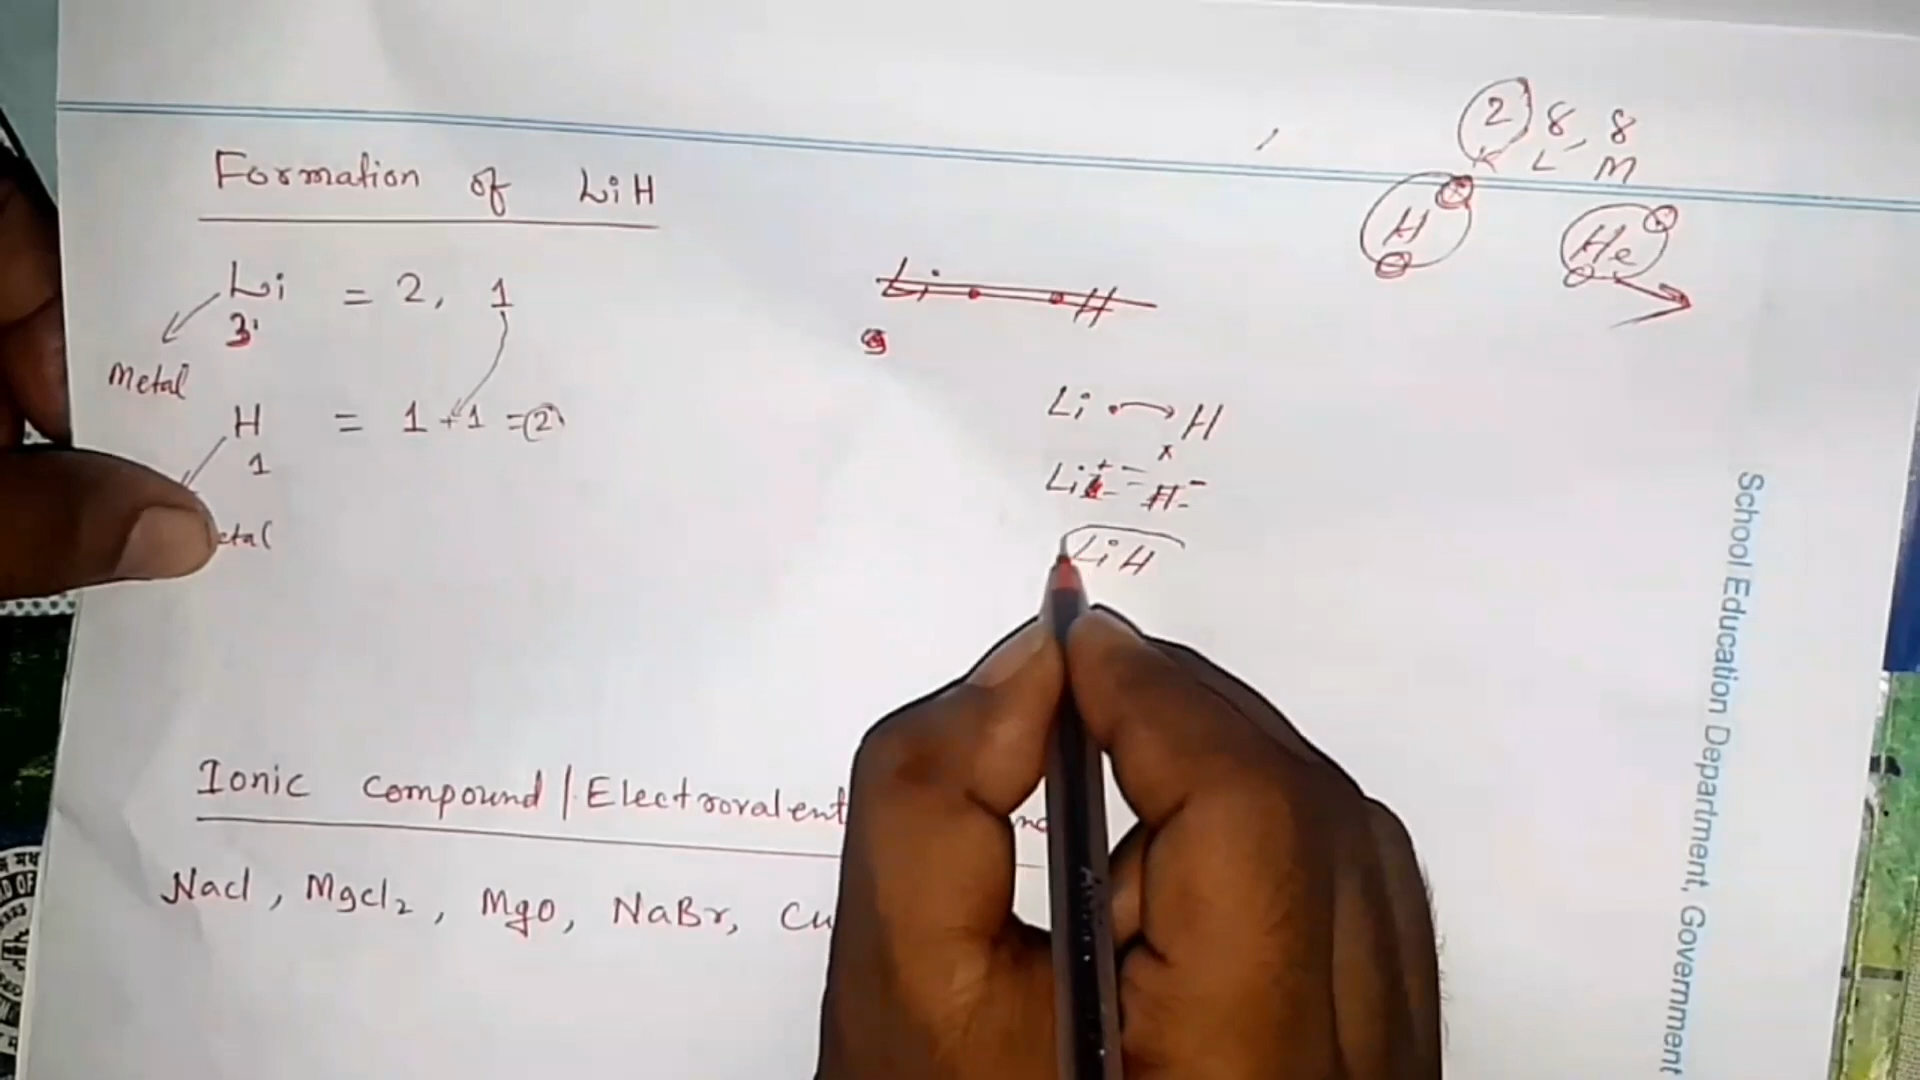 2, 8, 8
K L M
Formation of LiH
H He
Li = 2, 1
3
Li H
Metal
H = 1 + 1 = 2
1
Li H
Li+ H-
LiH
Ionic Compound / Electrovalent
NaCl, MgCl2, MgO, NaBr, Cu
School Education Department, Government